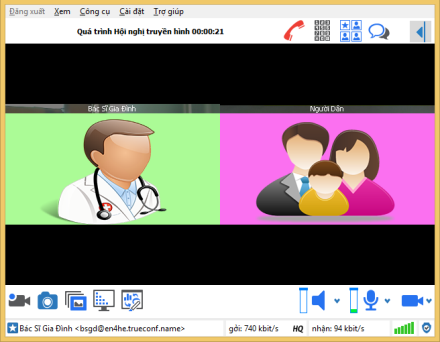 Đăng xuất Xem Công cụ Cài đặt Trợ giúp
Quá trình Hội nghị truyền hình 00:00:21
Bác Sĩ Gia Đình Người Dân
Bác Sĩ Gia Đình <bsgd@en4he.trueconf.name> gởi: 740 kbit/s HQ nhận: 94 kbit/s